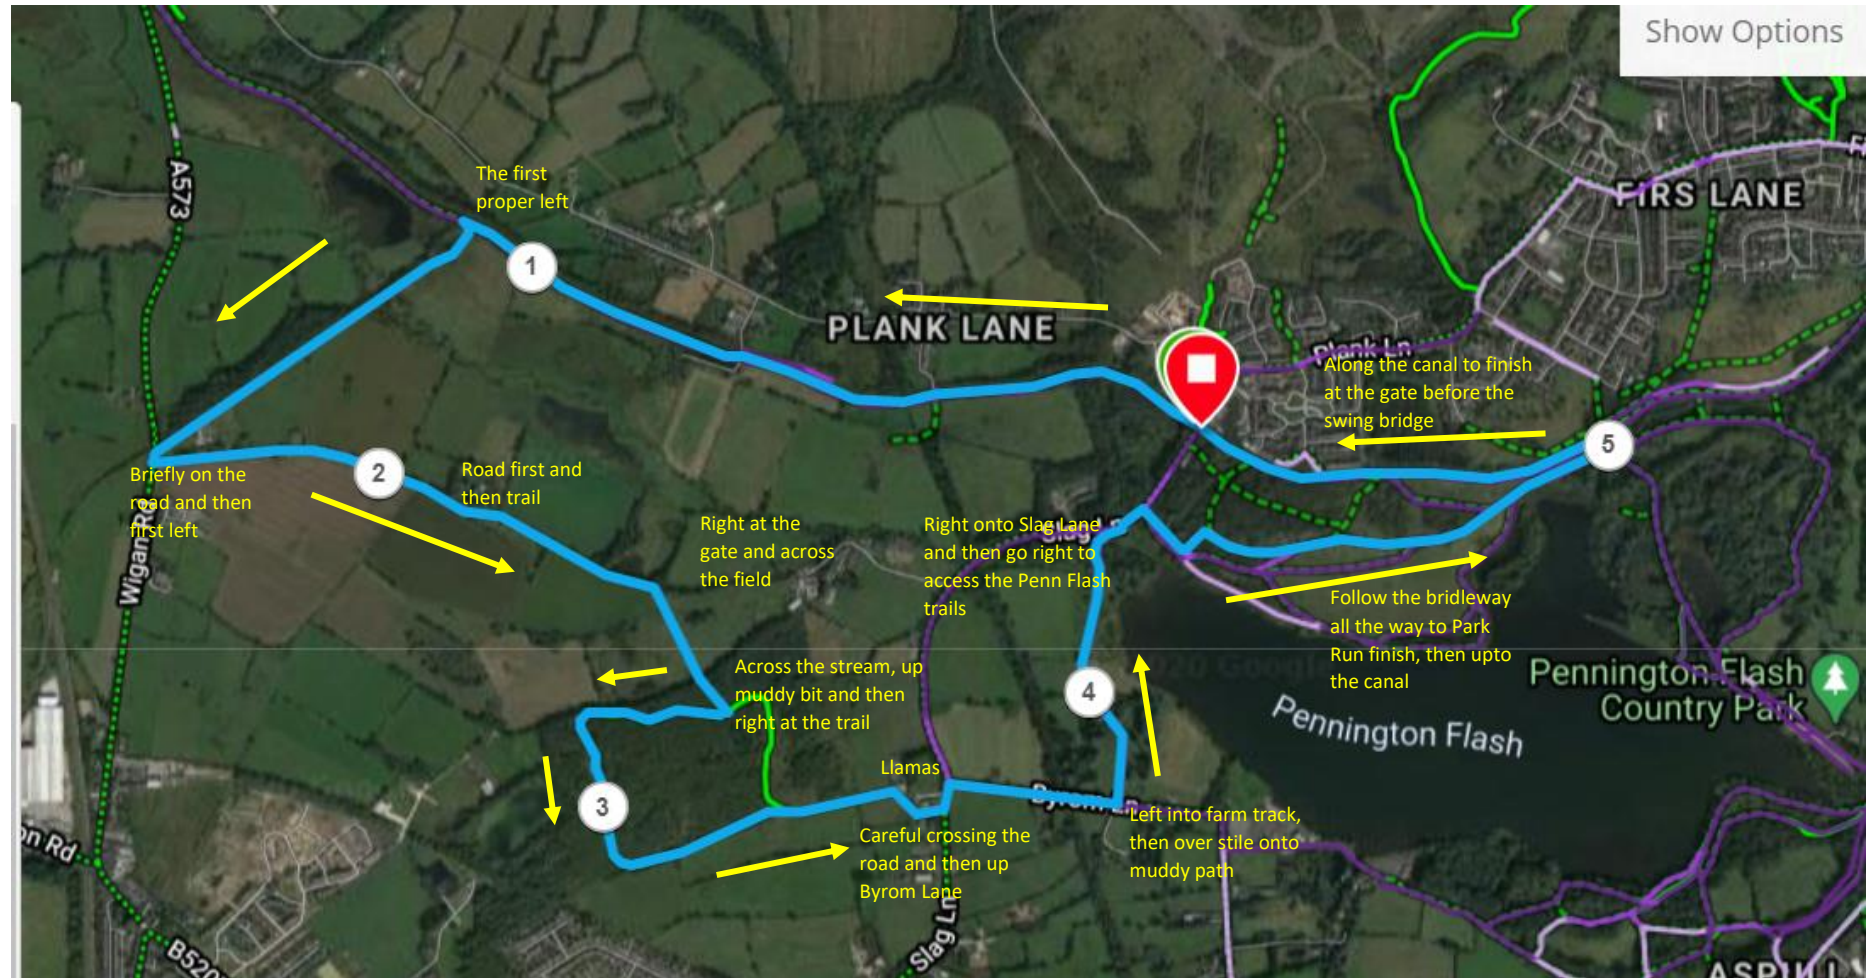 Show Options
A573
The first
proper left
FIRS LANE
1
PLANK LANE
Plank Ln
Along the canal to finish
at the gate before the
swing bridge
5
2
Road first and
then trail
Briefly on the
road and then
first left
Wigan Rd
Right at the
gate and across
the field
Right onto Slag Lane
and then go right to
access the Penn Flash
trails
Slag L
Follow the bridleway
all the way to Park
Run finish, then upto
the canal
Across the stream, up
muddy bit and then
right at the trail
4
Pennington Flash
Country Park
Pennington Flash
Llamas
3
Byrom Ln
Left into farm track,
then over stile onto
muddy path
Careful crossing the
road and then up
Byrom Lane
on Rd
Slag Ln
B520
ASPULL